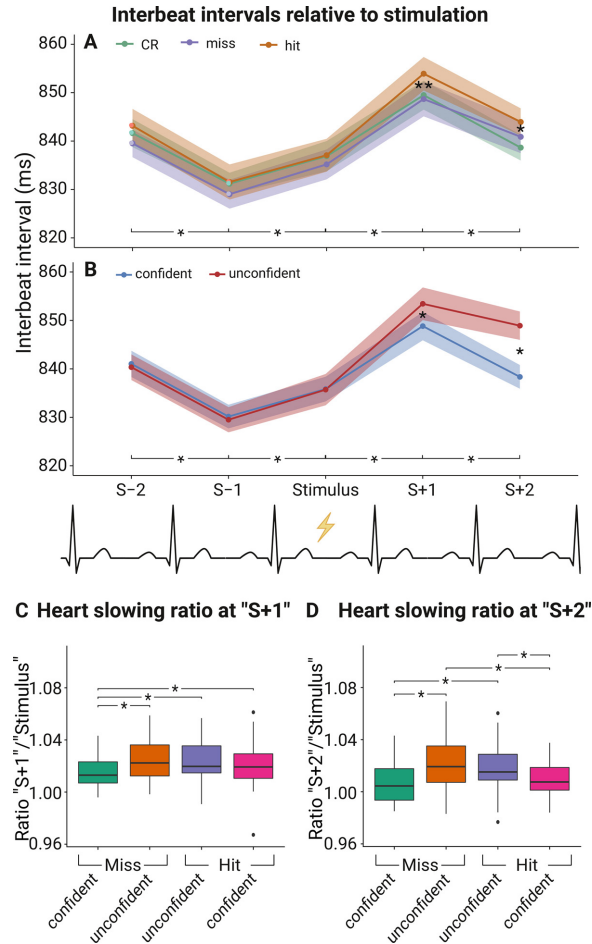 Interbeat intervals relative to stimulation
Interbeat interval (ms)
A
CR miss hit
860
850
840
830
820
**
*
* * * *
B
confident unconfident
860
850
840
830
820
*
*
* * * *
S−2 S−1 Stimulus S+1 S+2
C Heart slowing ratio at "S+1"
Ratio "S+1"/"Stimulus"
1.08
1.04
1.00
0.96
*
*
*
Miss Hit
confident
unconfident
unconfident
confident
D Heart slowing ratio at "S+2"
Ratio "S+2"/"Stimulus"
1.08
1.04
1.00
0.96
*
*
*
*
Miss Hit
confident
unconfident
unconfident
confident